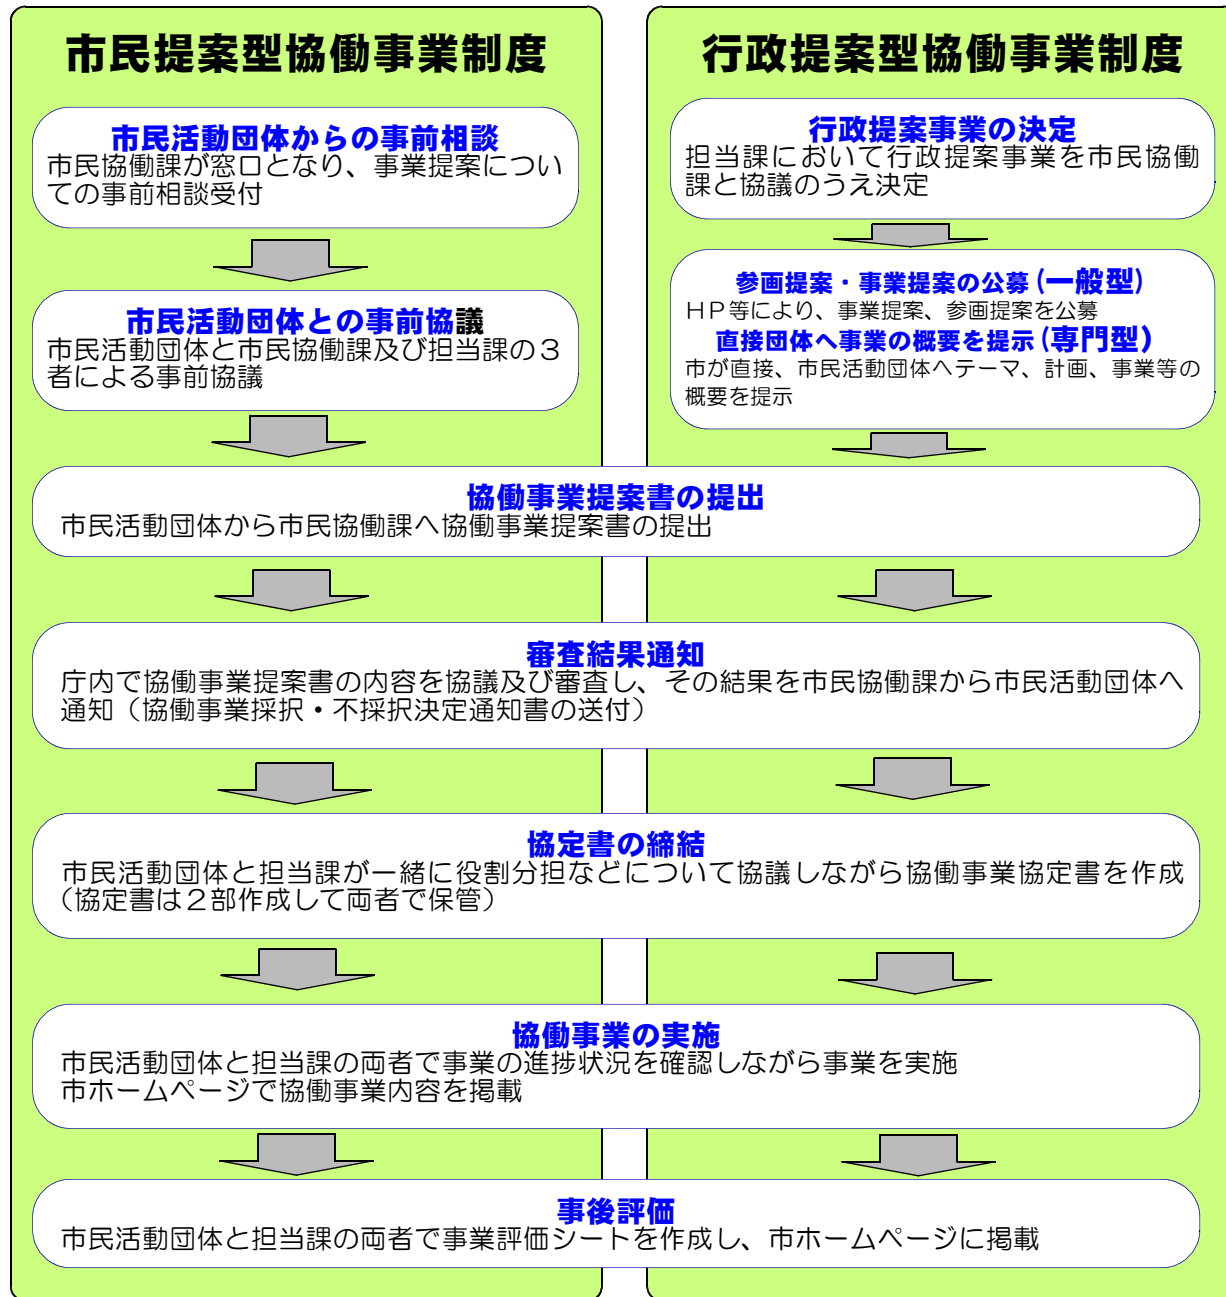 市民提案型協働事業制度
市民活動団体からの事前相談
市民協働課が窓口となり、事業提案につい
ての事前相談受付
市民活動団体との事前協議
市民活動団体と市民協働課及び担当課の３
者による事前協議
行政提案型協働事業制度
行政提案事業の決定
担当課において行政提案事業を市民協働
課と協議のうえ決定
参画提案・事業提案の公募(一般型)
ＨＰ等により、事業提案、参画提案を公募
直接団体へ事業の概要を提示(専門型)
市が直接、市民活動団体へテーマ、計画、事業等の
概要を提示
協働事業提案書の提出
市民活動団体から市民協働課へ協働事業提案書の提出
審査結果通知
庁内で協働事業提案書の内容を協議及び審査し、その結果を市民協働課から市民活動団体へ
通知（協働事業採択・不採択決定通知書の送付）
協定書の締結
市民活動団体と担当課が一緒に役割分担などについて協議しながら協働事業協定書を作成
（協定書は２部作成して両者で保管）
協働事業の実施
市民活動団体と担当課の両者で事業の進捗状況を確認しながら事業を実施
市ホームページで協働事業内容を掲載
事後評価
市民活動団体と担当課の両者で事業評価シートを作成し、市ホームページに掲載